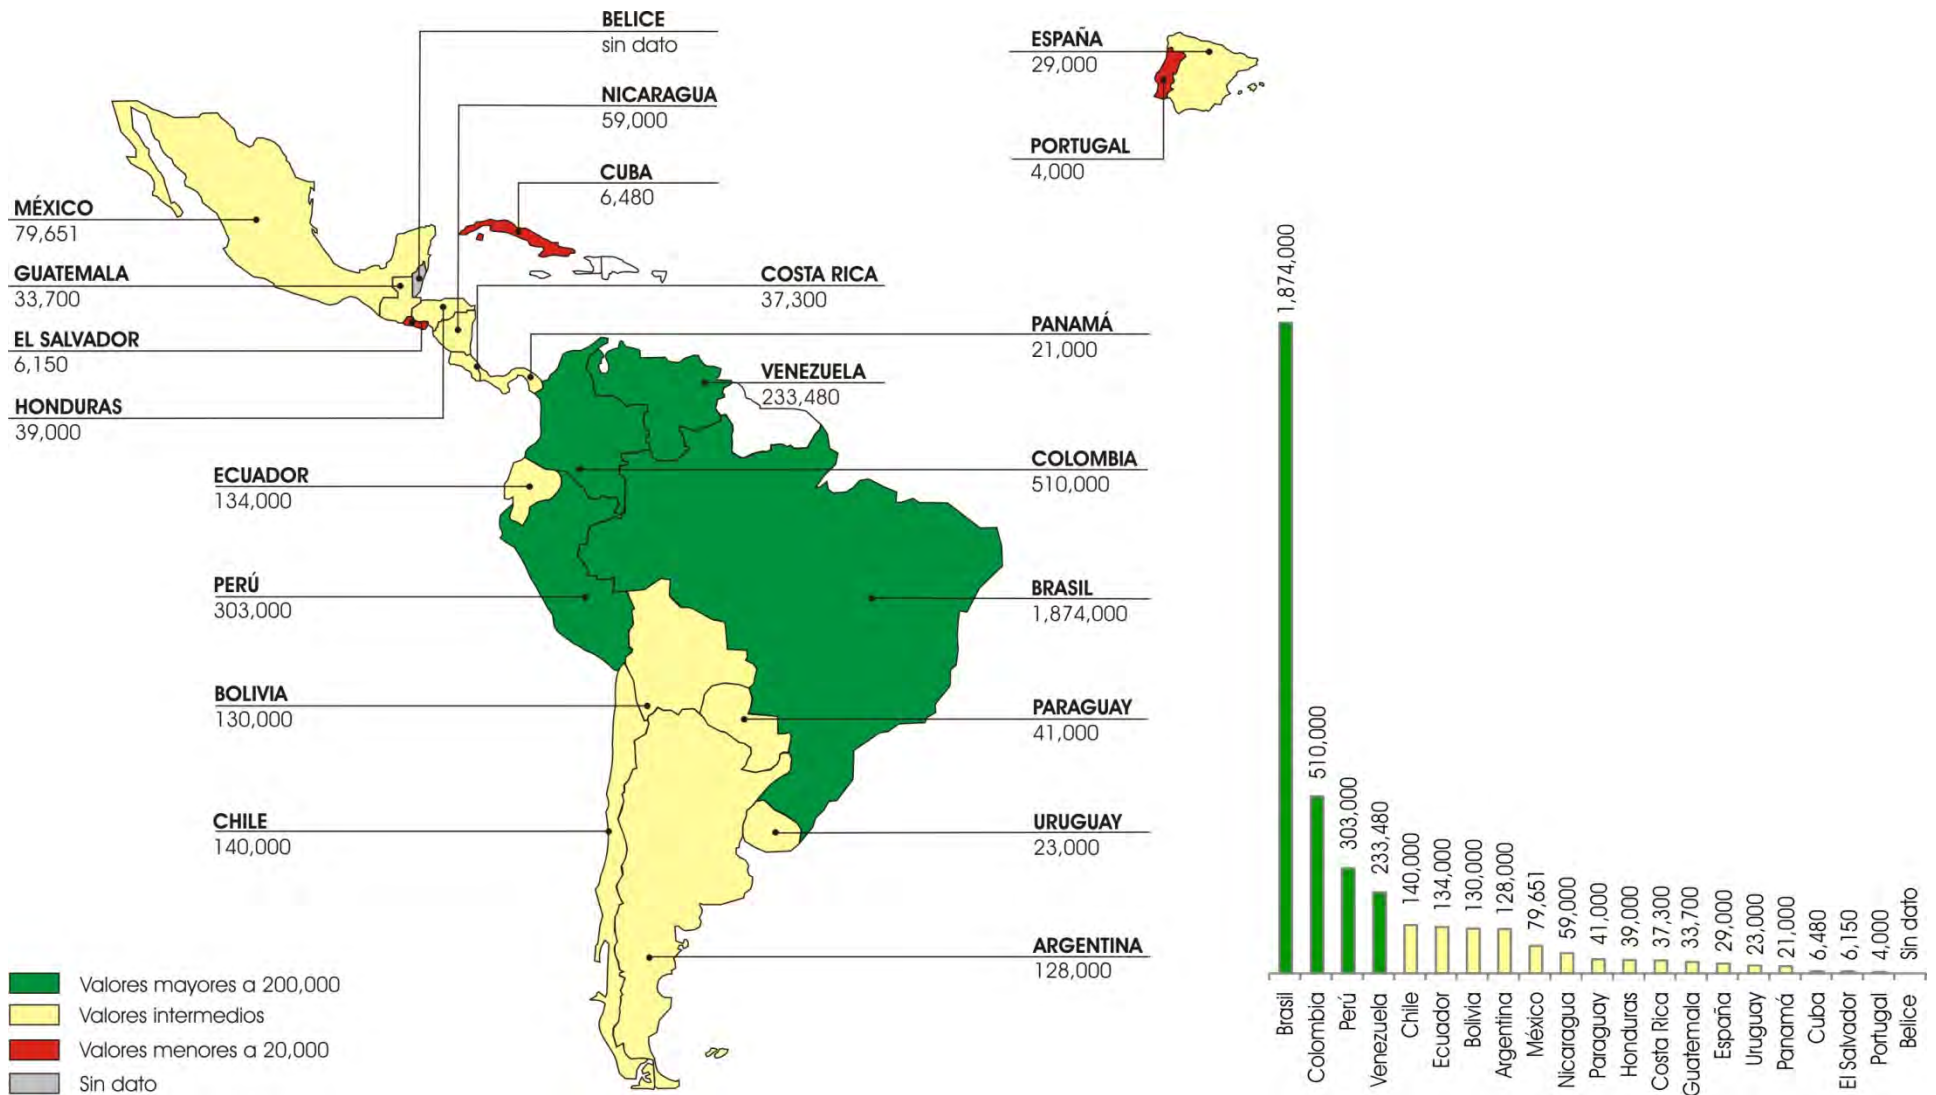 BELICE
sin dato
NICARAGUA
59,000
CUBA
6,480
ESPAÑA
29,000
PORTUGAL
4,000
MÉXICO
79,651
GUATEMALA
33,700
EL SALVADOR
6,150
HONDURAS
39,000
COSTA RICA
37,300
PANAMÁ
21,000
VENEZUELA
233,480
COLOMBIA
510,000
ECUADOR
134,000
PERÚ
303,000
BRASIL
1,874,000
BOLIVIA
130,000
PARAGUAY
41,000
CHILE
140,000
URUGUAY
23,000
ARGENTINA
128,000
Valores mayores a 200,000
Valores intermedios
Valores menores a 20,000
Sin dato
1,874,000
510,000
303,000
233,480
140,000
134,000
130,000
128,000
79,651
59,000
41,000
39,000
37,300
33,700
29,000
23,000
21,000
6,480
6,150
4,000
Sin dato
Brasil
Colombia
Perú
Venezuela
Chile
Ecuador
Bolivia
Argentina
México
Nicaragua
Paraguay
Honduras
Costa Rica
Guatemala
España
Uruguay
Panamá
Cuba
El Salvador
Portugal
Belice